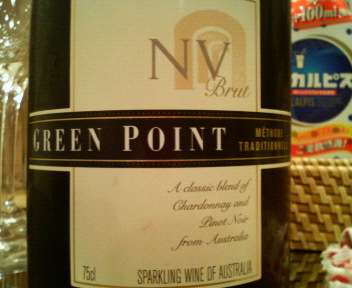 NV
Brut
GREEN POINT
MÉTHODE
TRADITIONNELLE
A classic blend of
Chardonnay and
Pinot Noir
from Australia
75cl
SPARKLING WINE OF AUSTRALIA
100ml
カルピス
CALPIS